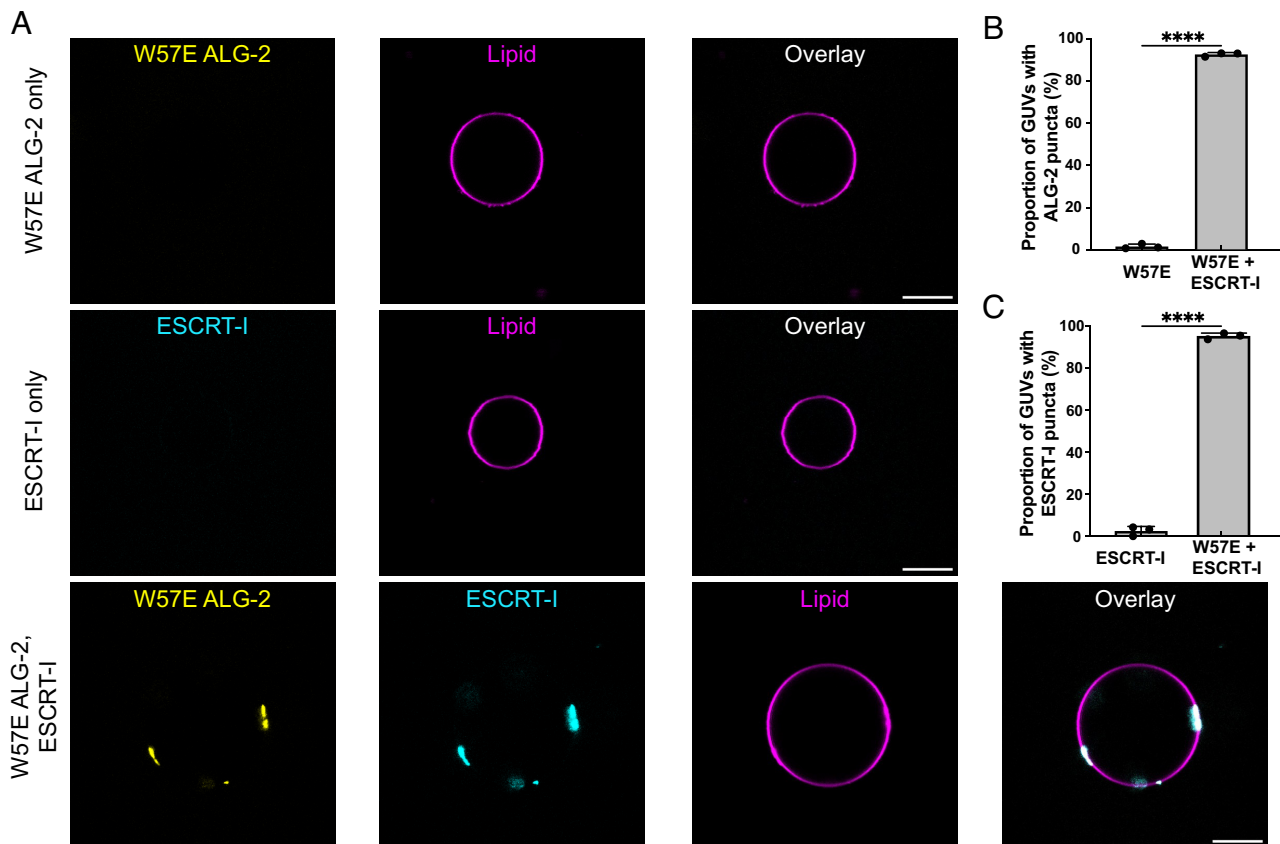 A
W57E ALG-2 only
W57E ALG-2
Lipid
Overlay
ESCRT-I only
ESCRT-I
Lipid
Overlay
W57E ALG-2,
ESCRT-I
W57E ALG-2
ESCRT-I
Lipid
Overlay
B
****
Proportion of GUVs with
ALG-2 puncta (%)
100
80
60
40
20
0
W57E
W57E +
ESCRT-I
C
****
Proportion of GUVs with
ESCRT-I puncta (%)
100
80
60
40
20
0
ESCRT-I
W57E +
ESCRT-I